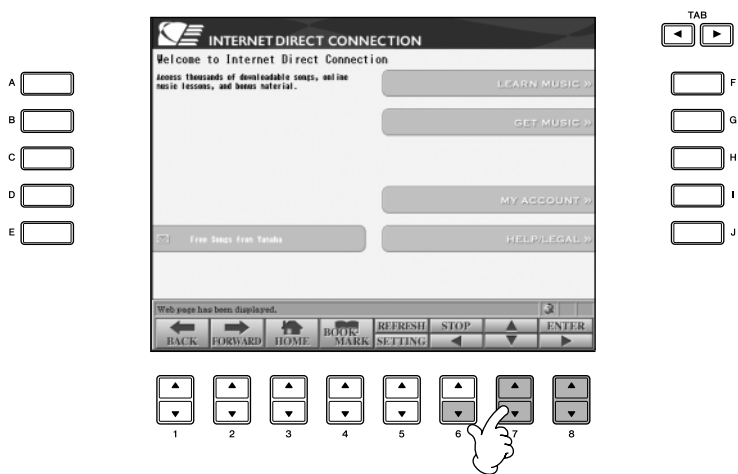 TAB
INTERNET DIRECT CONNECTION
Welcome to Internet Direct Connection
Access thousands of downloadable songs, online
music lessons, and bonus material.
LEARN MUSIC »
GET MUSIC »
MY ACCOUNT »
Free Songs from Yamaha
HELP/LEGAL »
A
B
C
D
E
F
G
H
I
J
Web page has been displayed.
BACK FORWARD HOME BOOK-MARK REFRESH STOP ENTER
SETTING
1 2 3 4 5 6 7 8